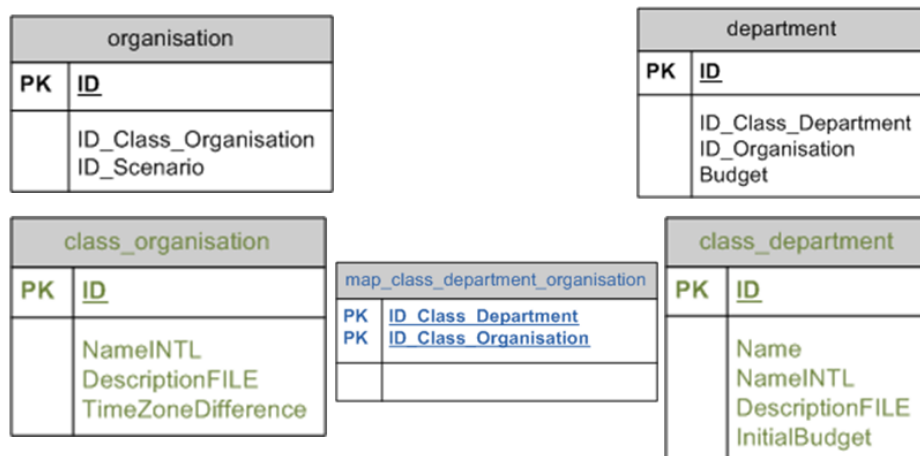 organisation
PK ID
ID_Class_Organisation
ID_Scenario
department
PK ID
ID_Class_Department
ID_Organisation
Budget
class_organisation
PK ID
NameINTL
DescriptionFILE
TimeZoneDifference
map_class_department_organisation
PK ID_Class_Department
PK ID_Class_Organisation
class_department
PK ID
Name
NameINTL
DescriptionFILE
InitialBudget